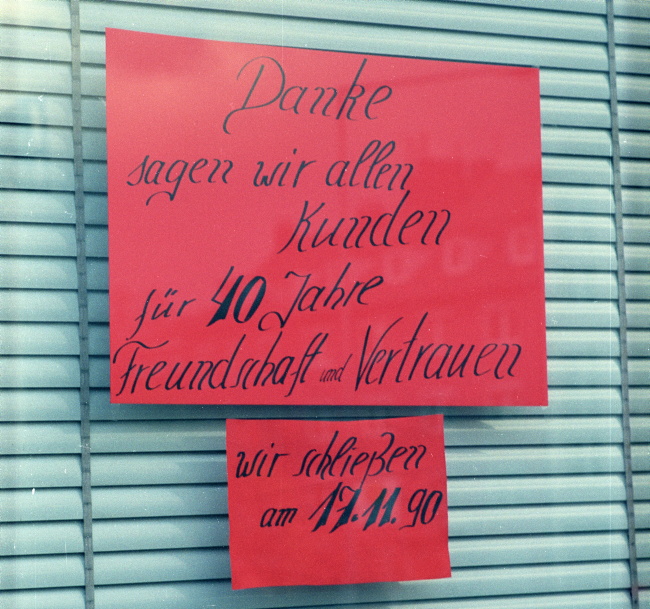 Danke
sagen wir allen
Kunden
für 40 Jahre
Freundschaft und Vertrauen
wir schließen
am 17.11.90